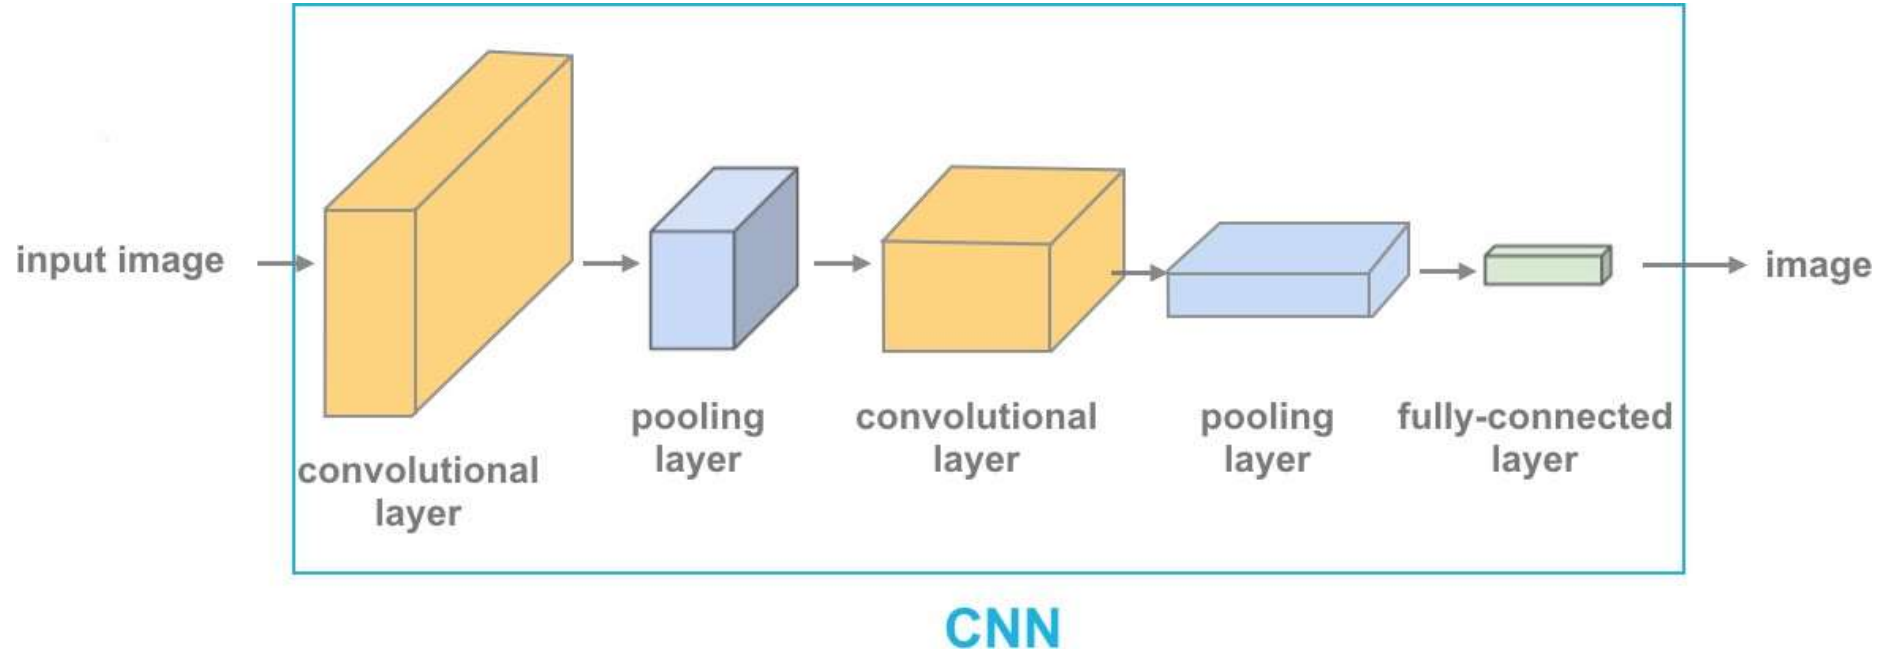 input image
convolutional
layer
pooling
layer
convolutional
layer
pooling
layer
fully-connected
layer
image
CNN